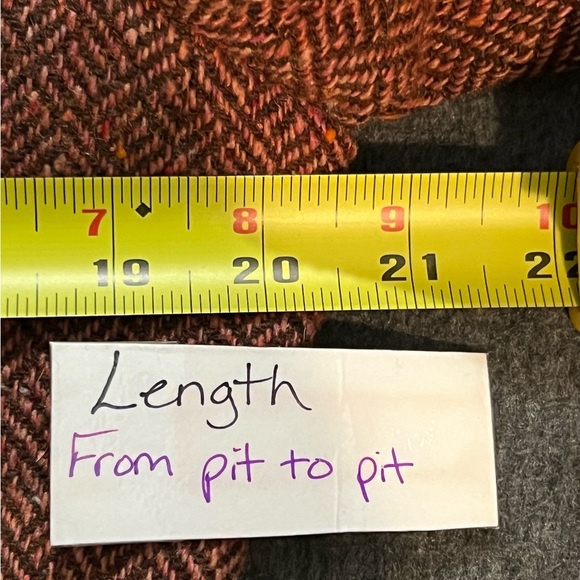 7 8 9 10
19 20 21 22
Length
From pit to pit